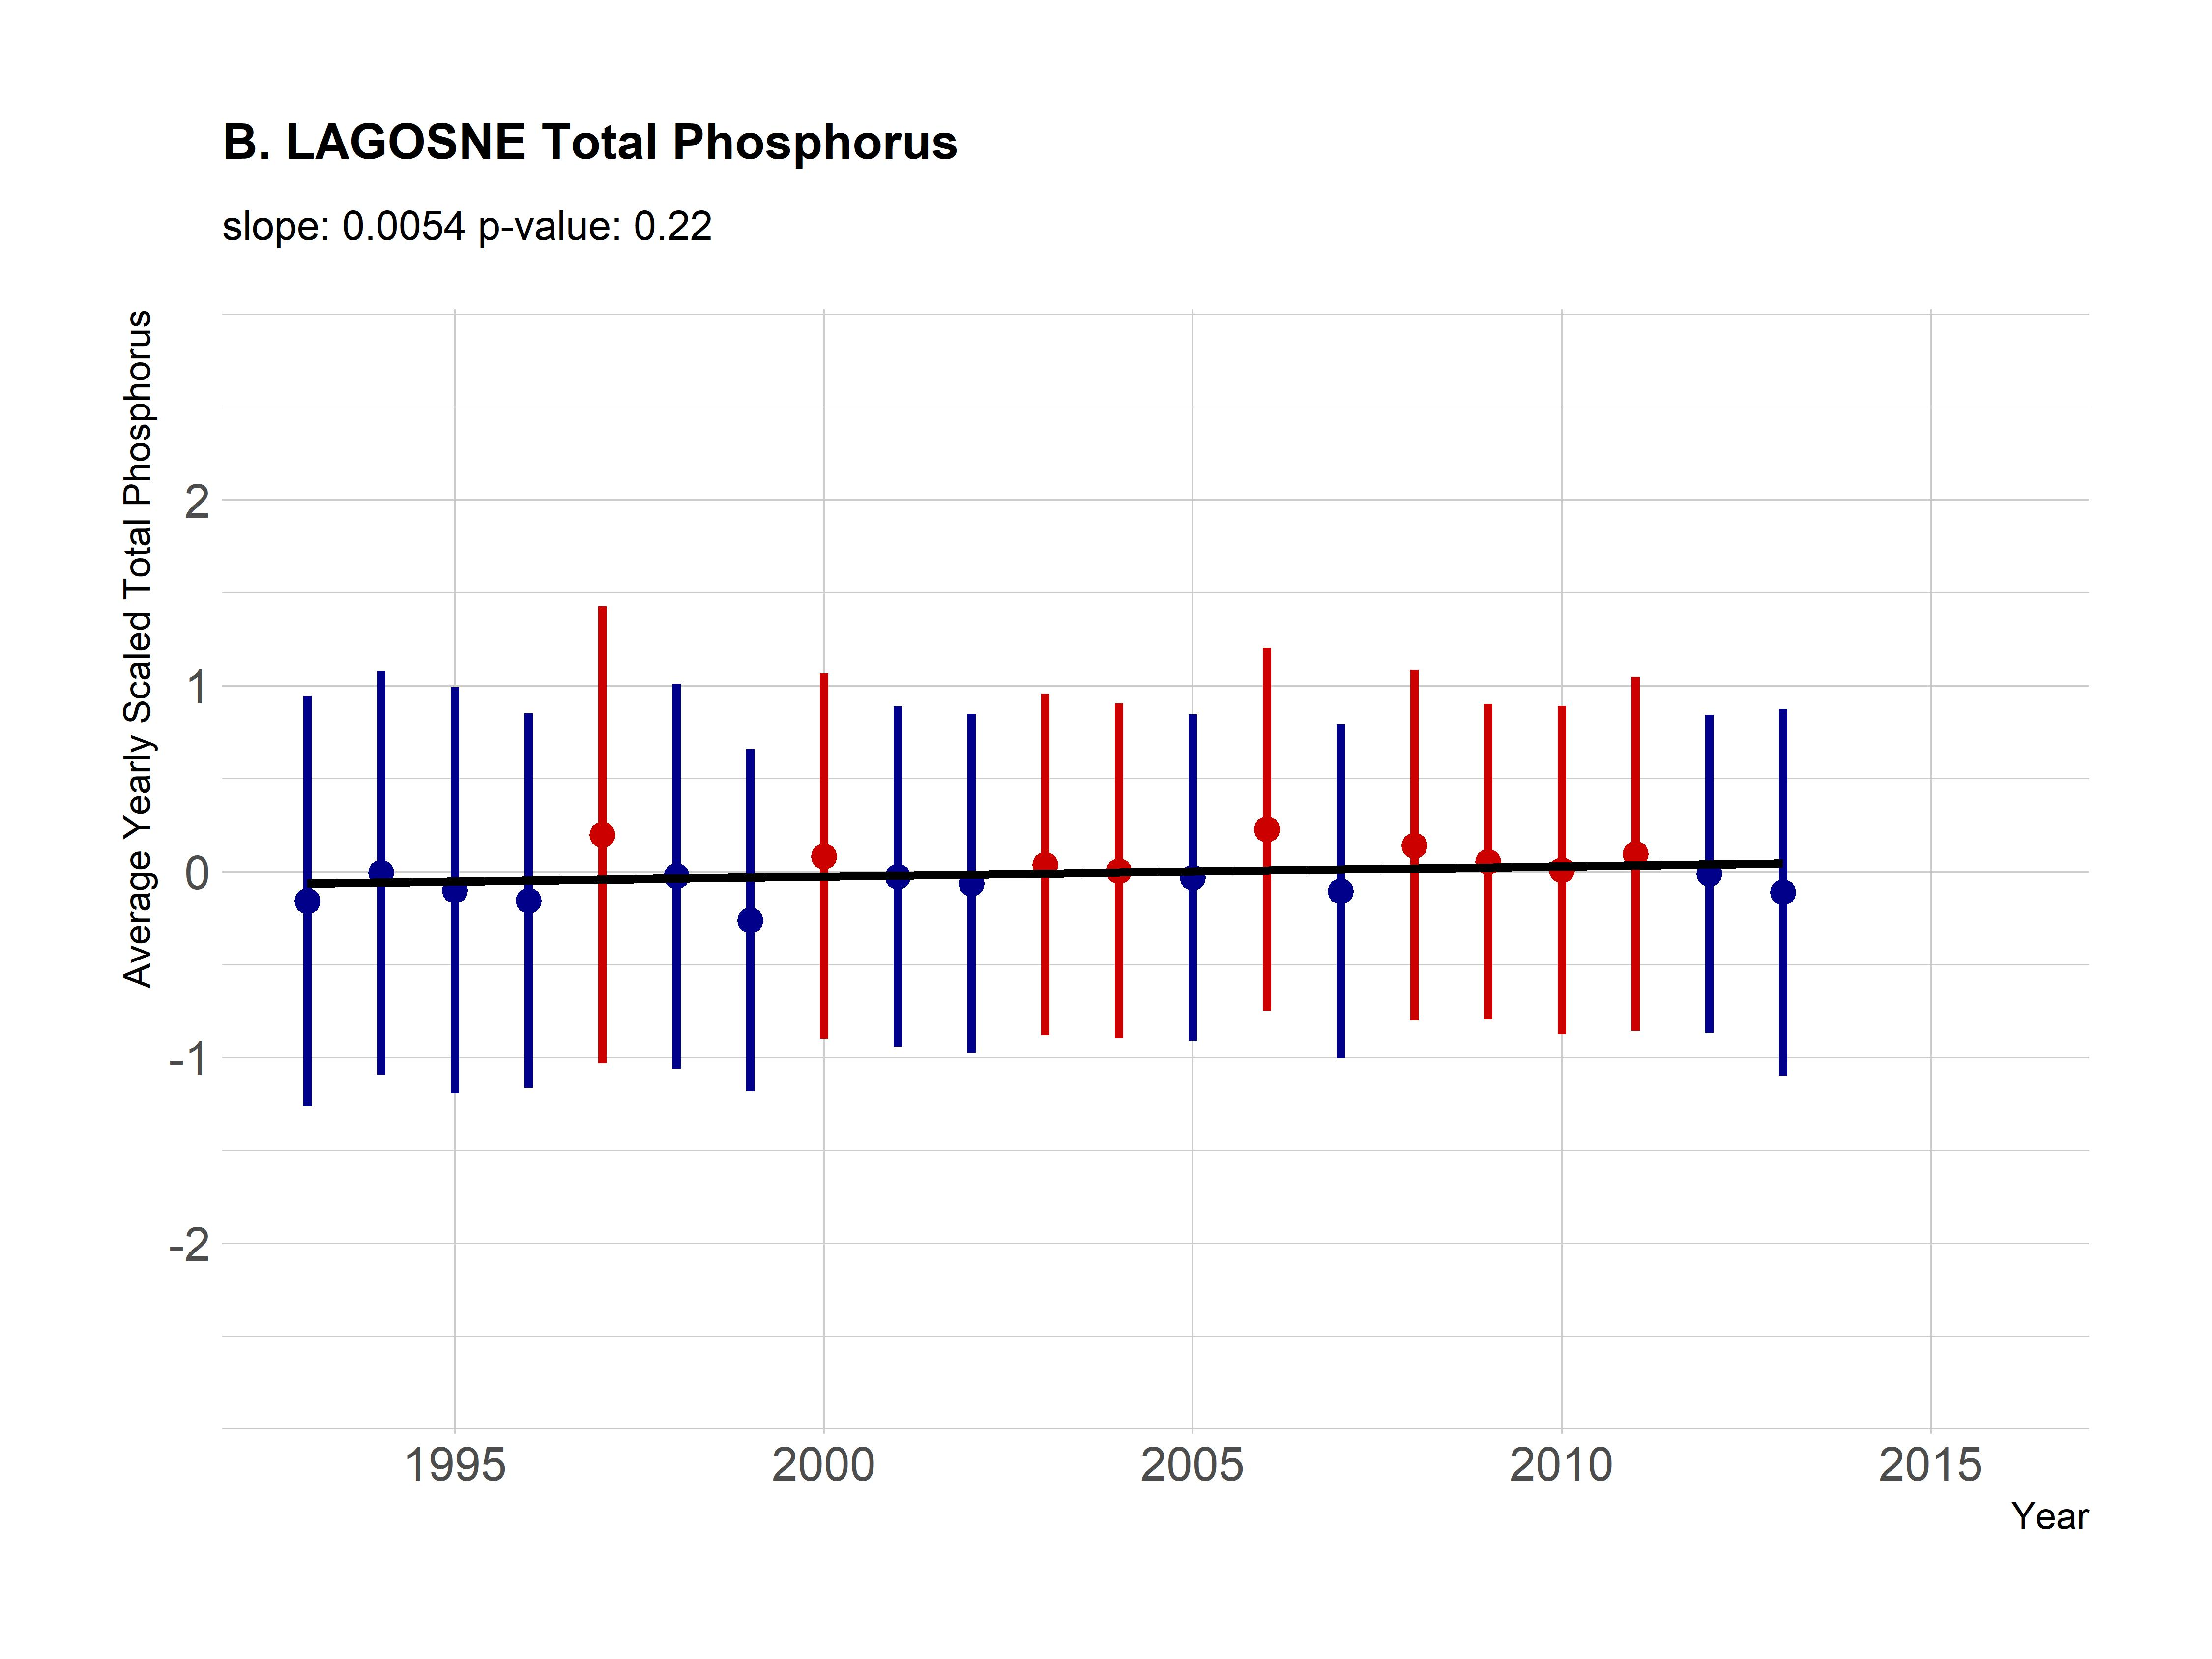 B. LAGOSNE Total Phosphorus
slope: 0.0054 p-value: 0.22
Average Yearly Scaled Total Phosphorus
2
1
0
-1
-2
1995 2000 2005 2010 2015
Year